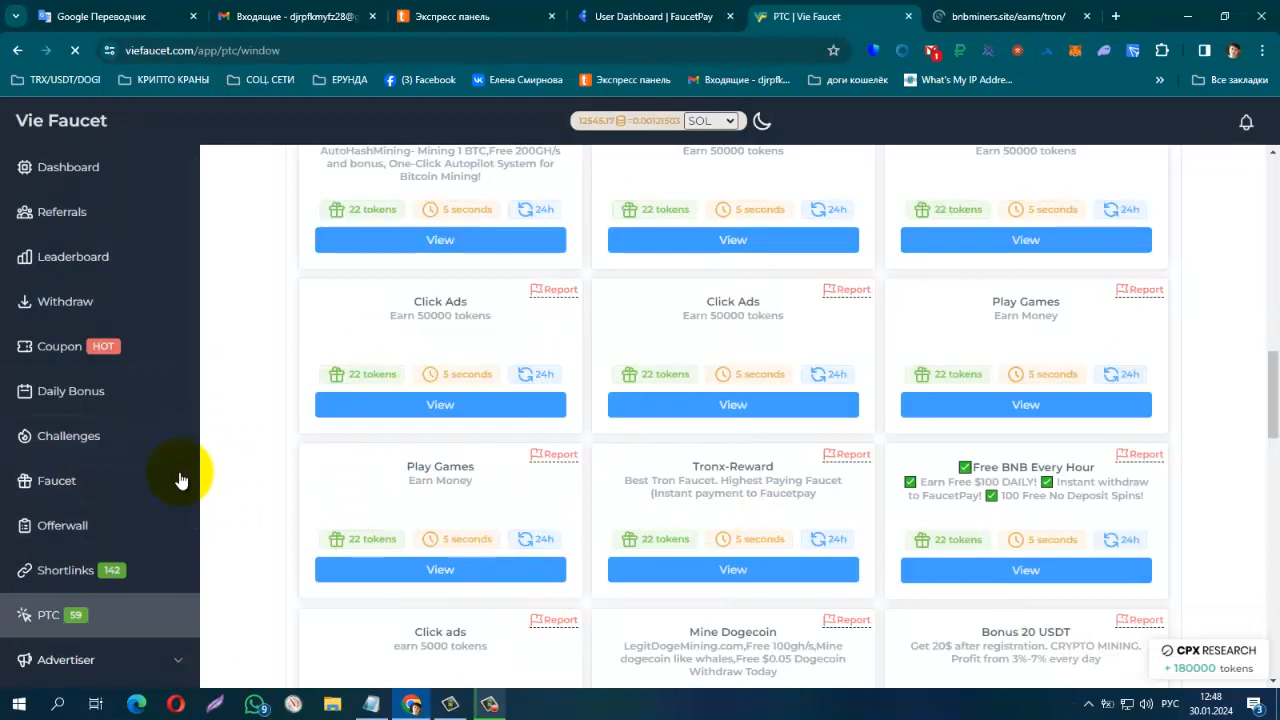 Google Переводчик
Входящие - djrpfkmyfz28@g
Экспресс панель
User Dashboard | FaucetPay
PTC | Vie Faucet
bnbminers.site/earns/tron/
viefaucet.com/app/ptc/window
1
TRX/USDT/DOGI
КРИПТО КРАНЫ
СОЦ. СЕТИ
ЕРУНДА
(3) Facebook
Елена Смирнова
Экспресс панель
Входящие - djrpfk...
доги кошелёк
What's My IP Addre...
»
Все закладки
Vie Faucet
12545.17=0.00121503
SOL
Dashboard
Referrals
Leaderboard
Withdraw
Coupon HOT
Daily Bonus
Challenges
Faucet
Offerwall
Shortlinks 142
PTC 59
Advertiser
AutoHashMining- Mining 1 BTC,Free 200GH/s
and bonus, One-Click Autopilot System for
Bitcoin Mining!
22 tokens 5 seconds 24h
View
Earn 50000 tokens
22 tokens 5 seconds 24h
View
Earn 50000 tokens
22 tokens 5 seconds 24h
View
Report
Click Ads
Earn 50000 tokens
22 tokens 5 seconds 24h
View
Report
Click Ads
Earn 50000 tokens
22 tokens 5 seconds 24h
View
Report
Play Games
Earn Money
22 tokens 5 seconds 24h
View
Report
Play Games
Earn Money
22 tokens 5 seconds 24h
View
Report
Tronx-Reward
Best Tron Faucet. Highest Paying Faucet
(Instant payment to Faucetpay
22 tokens 5 seconds 24h
View
Report
✅Free BNB Every Hour
✅ Earn Free $100 DAILY! ✅ Instant withdraw
to FaucetPay! ✅ 100 Free No Deposit Spins!
22 tokens 5 seconds 24h
View
Report
Click ads
earn 5000 tokens
Report
Mine Dogecoin
LegitDogeMining.com,Free 100gh/s,Mine
dogecoin like whales,Free $0.05 Dogecoin
Withdraw Today
Report
Bonus 20 USDT
Get 20$ after registration. CRYPTO MINING.
Profit from 3%-7% every day
CPX RESEARCH
+ 180000 tokens
9
РУС
12:48
30.01.2024
2